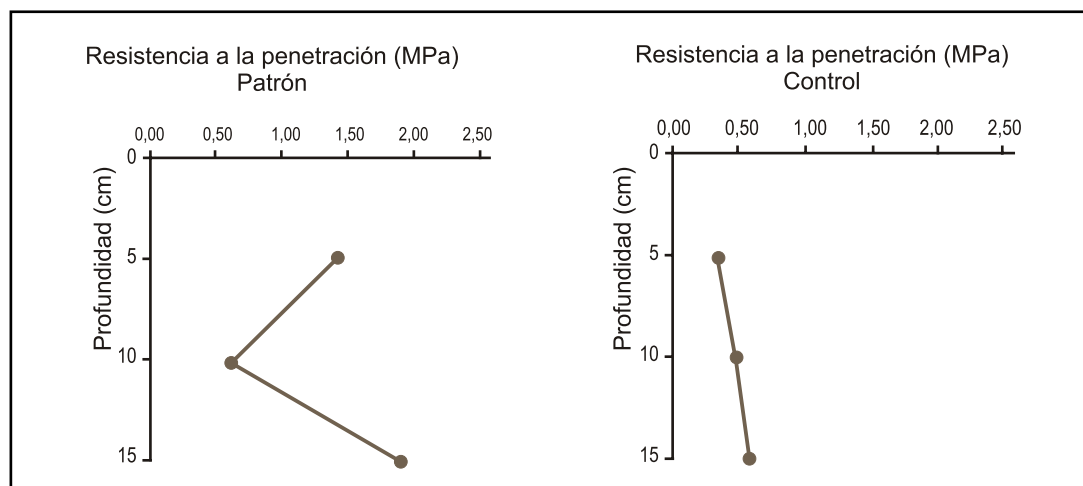 Resistencia a la penetración (MPa)
Patrón
0,00 0,50 1,00 1,50 2,00 2,50
0
5
10
15
Profundidad (cm)
Resistencia a la penetración (MPa)
Control
0,00 0,50 1,00 1,50 2,00 2,50
0
5
10
15
Profundidad (cm)